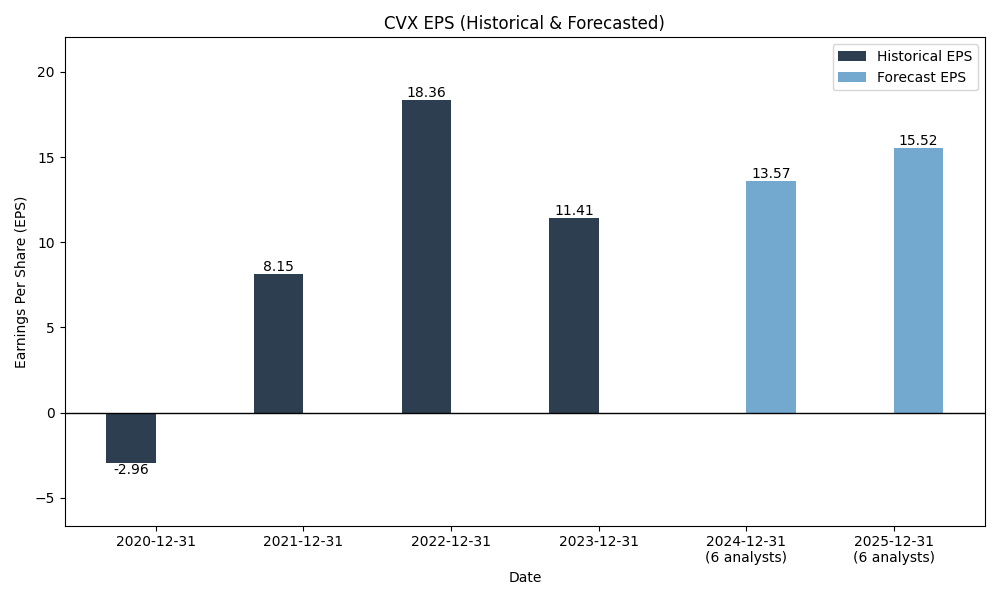 CVX EPS (Historical & Forecasted)
Historical EPS
Forecast EPS
Earnings Per Share (EPS)
20
15
10
5
0
−5
-2.96
8.15
18.36
11.41
13.57
15.52
2020-12-31
2021-12-31
2022-12-31
2023-12-31
2024-12-31
(6 analysts)
2025-12-31
(6 analysts)
Date